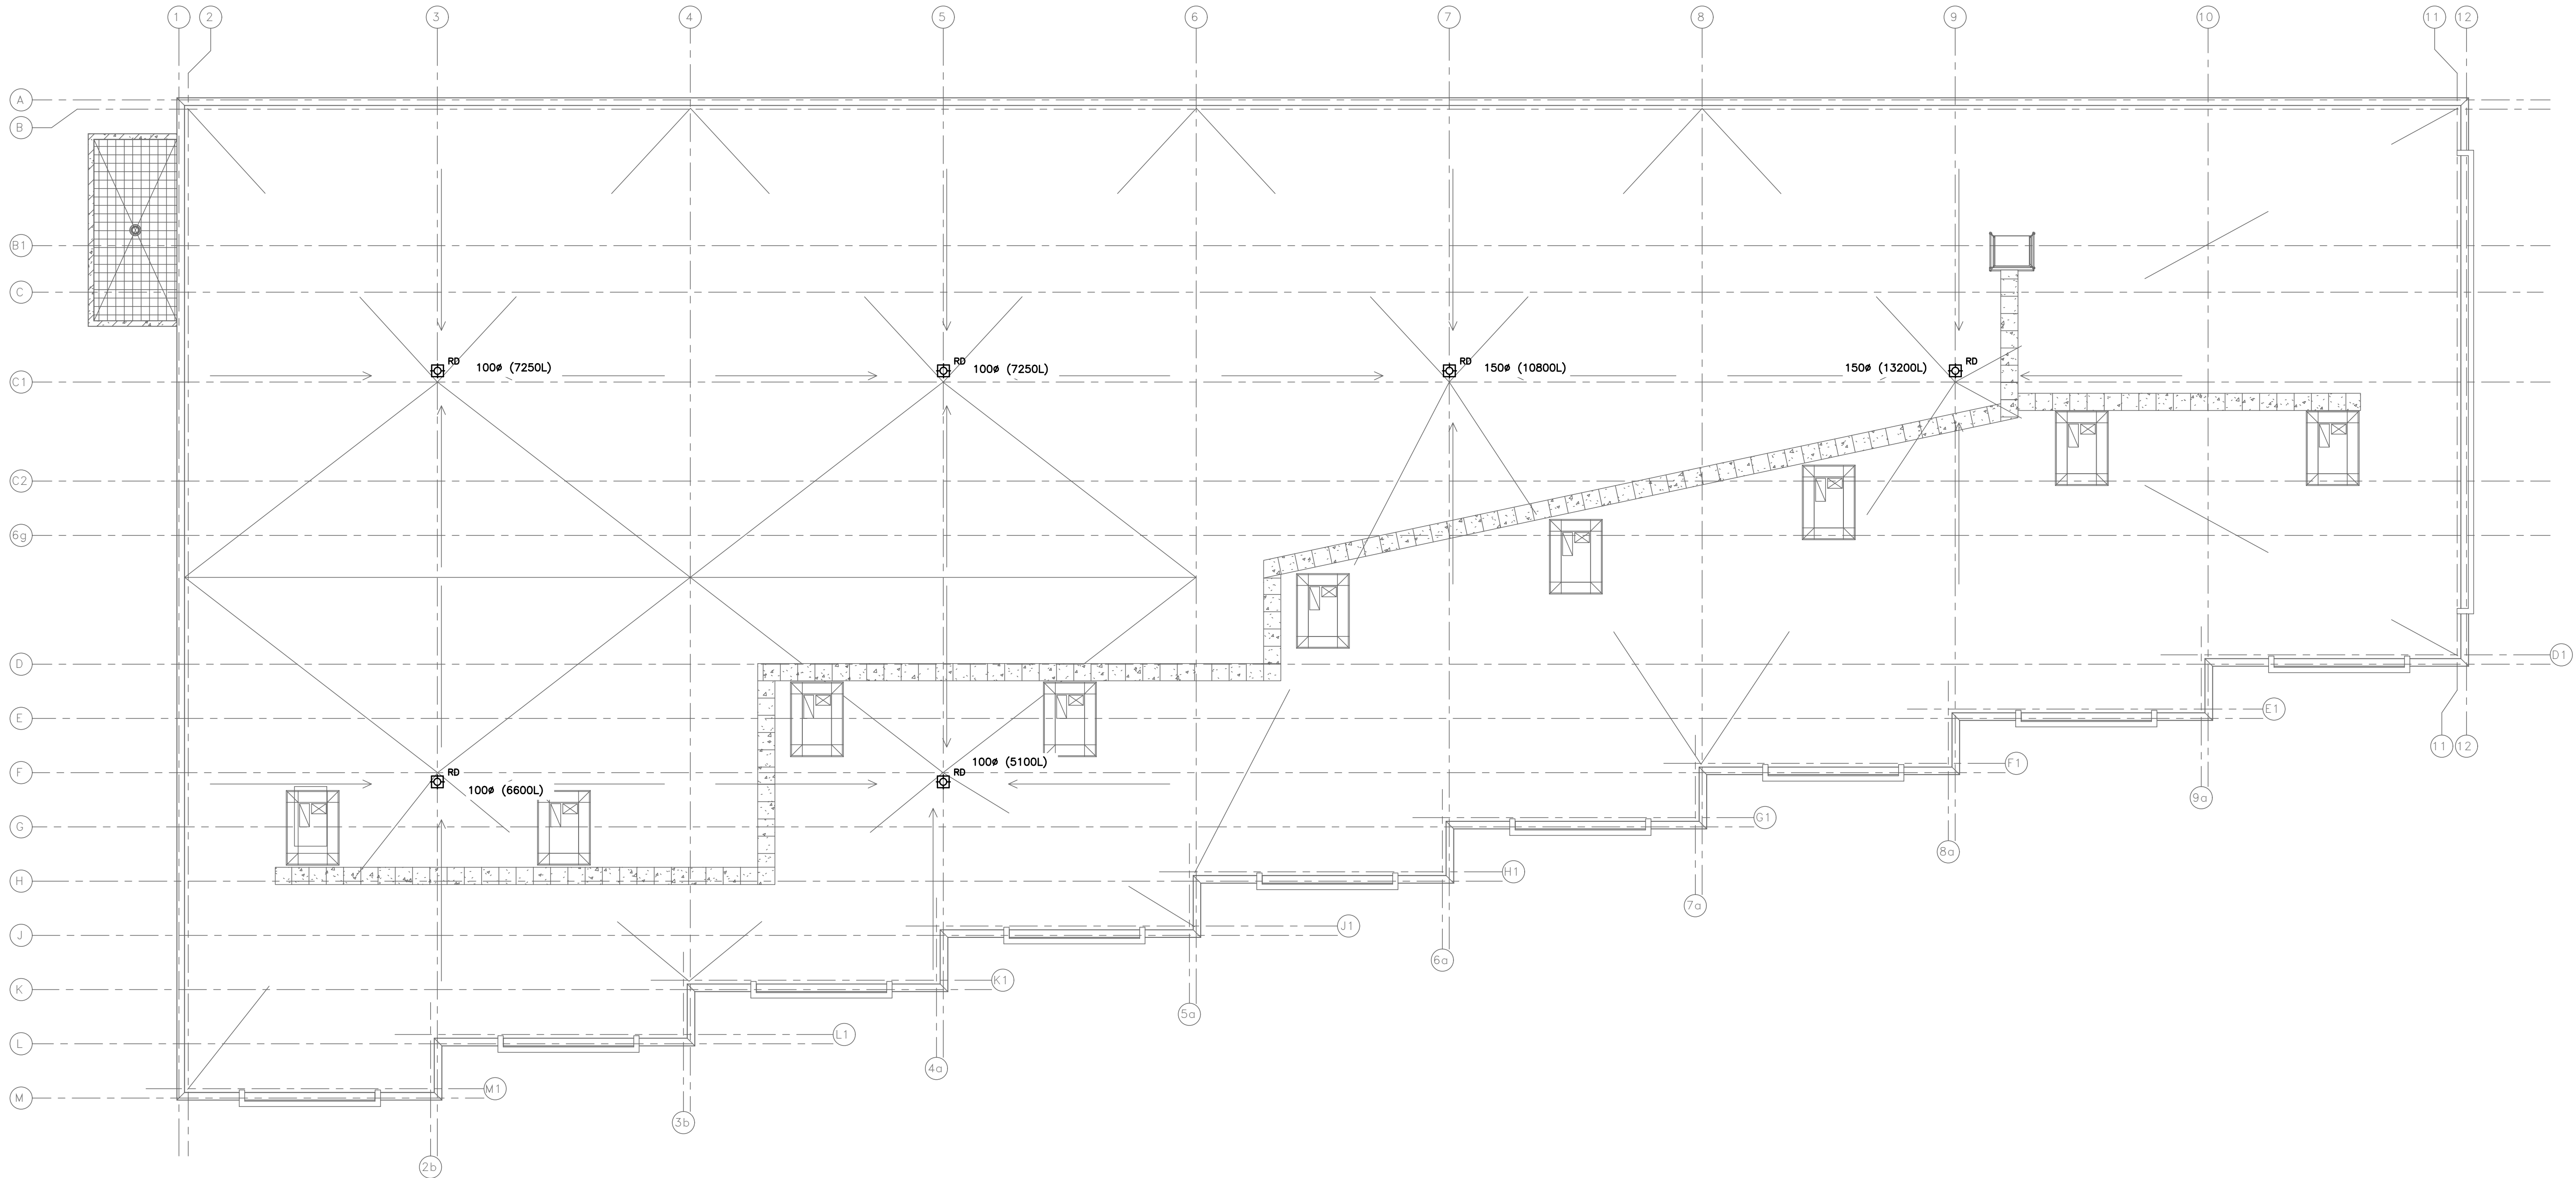 1 2 3 4 5 6 7 8 9 10 11 12
A
B
B1
C
RD RD RD RD
100ø (7250L) 100ø (7250L) 150ø (10800L) 150ø (13200L)
C1
C2
6g
D D1
E E1
100ø (5100L)
11 12
F RD RD F1
100ø (6600L)
9a
G G1
8a
H H1
7a
J J1
6a
K K1
5a
L L1
4a
M M1
3b
2b